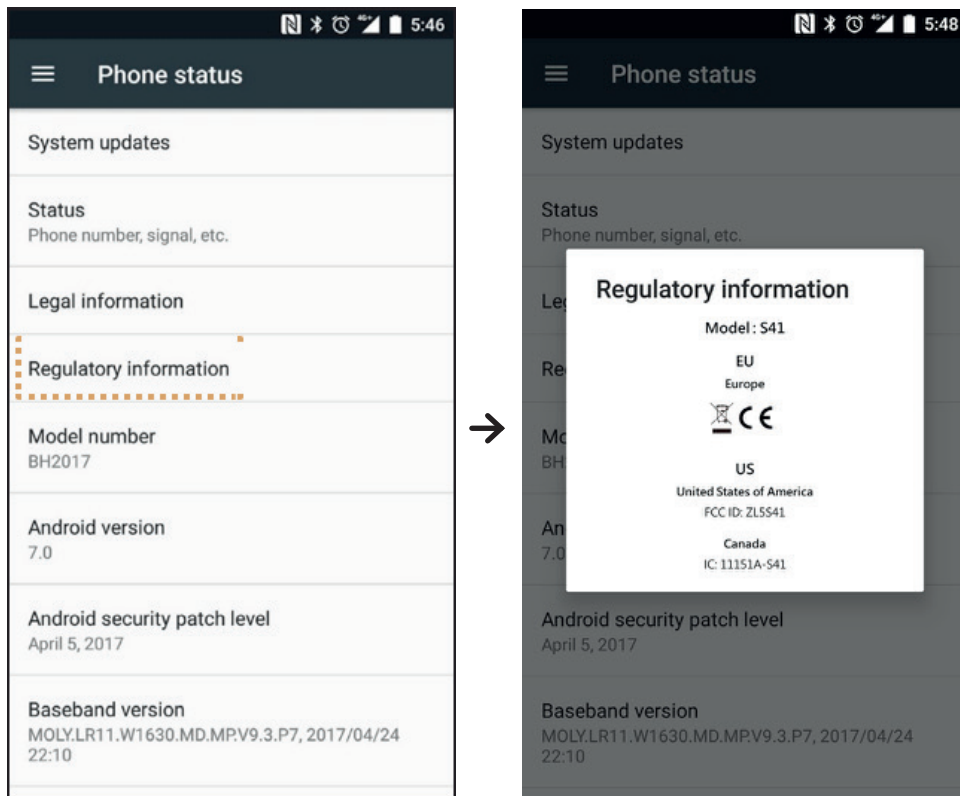 5:46
Phone status
System updates
Status
Phone number, signal, etc.
Legal information
Regulatory information
Model number
BH2017
Android version
7.0
Android security patch level
April 5, 2017
Baseband version
MOLY.LR11.W1630.MD.MP.V9.3.P7, 2017/04/24
22:10
5:48
Phone status
System updates
Status
Phone number, signal, etc.
Regulatory information
Model: S41
EU
Europe
CE
US
United States of America
FCC ID: ZL5S41
Canada
IC: 11151A-S41
7.0
Android security patch level
April 5, 2017
Baseband version
MOLY.LR11.W1630.MD.MP.V9.3.P7, 2017/04/24
22:10